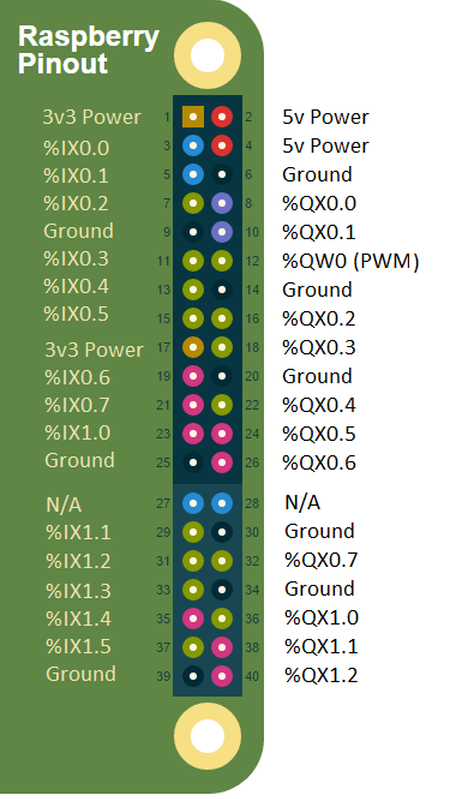 Raspberry
Pinout
3v3 Power 1 2 5v Power
%IX0.0 3 4 5v Power
%IX0.1 5 6 Ground
%IX0.2 7 8 %QX0.0
Ground 9 10 %QX0.1
%IX0.3 11 12 %QW0 (PWM)
%IX0.4 13 14 Ground
%IX0.5 15 16 %QX0.2
3v3 Power 17 18 %QX0.3
%IX0.6 19 20 Ground
%IX0.7 21 22 %QX0.4
%IX1.0 23 24 %QX0.5
Ground 25 26 %QX0.6
N/A 27 28 N/A
%IX1.1 29 30 Ground
%IX1.2 31 32 %QX0.7
%IX1.3 33 34 Ground
%IX1.4 35 36 %QX1.0
%IX1.5 37 38 %QX1.1
Ground 39 40 %QX1.2